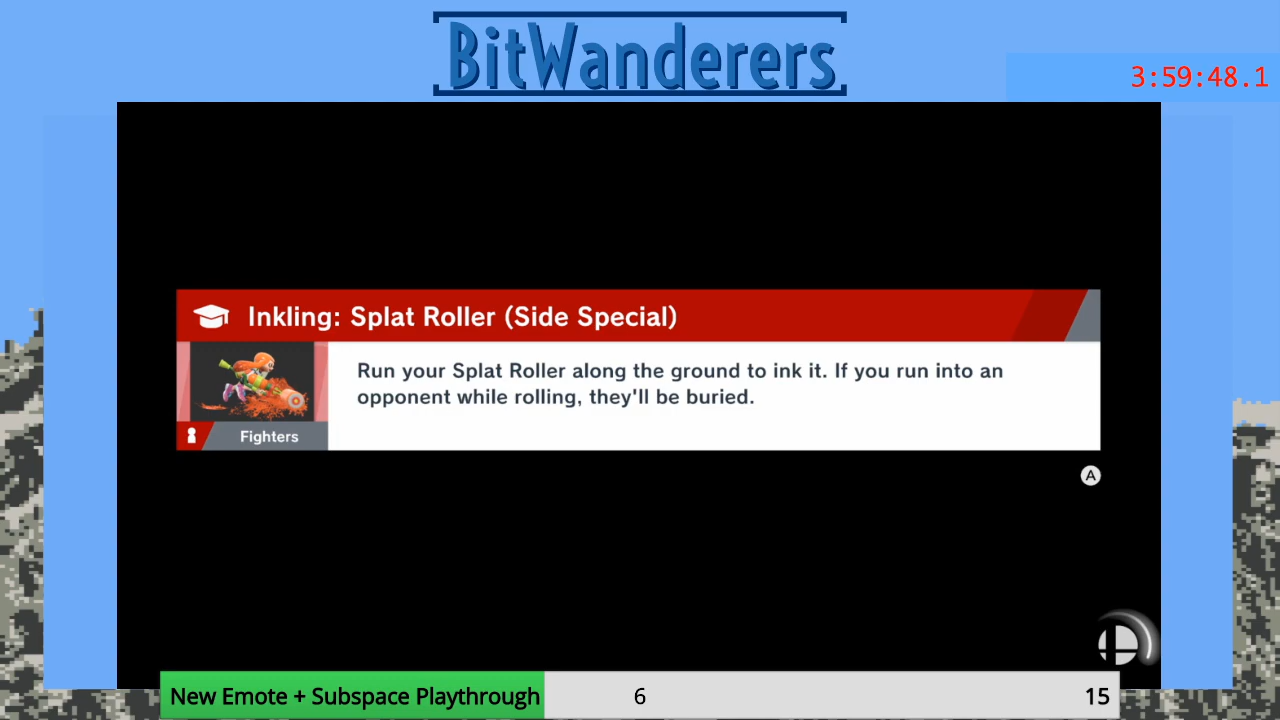 BitWanderers
3:59:48.1
Inkling: Splat Roller (Side Special)
Run your Splat Roller along the ground to ink it. If you run into an
opponent while rolling, they'll be buried.
Fighters
A
New Emote + Subspace Playthrough 6 15